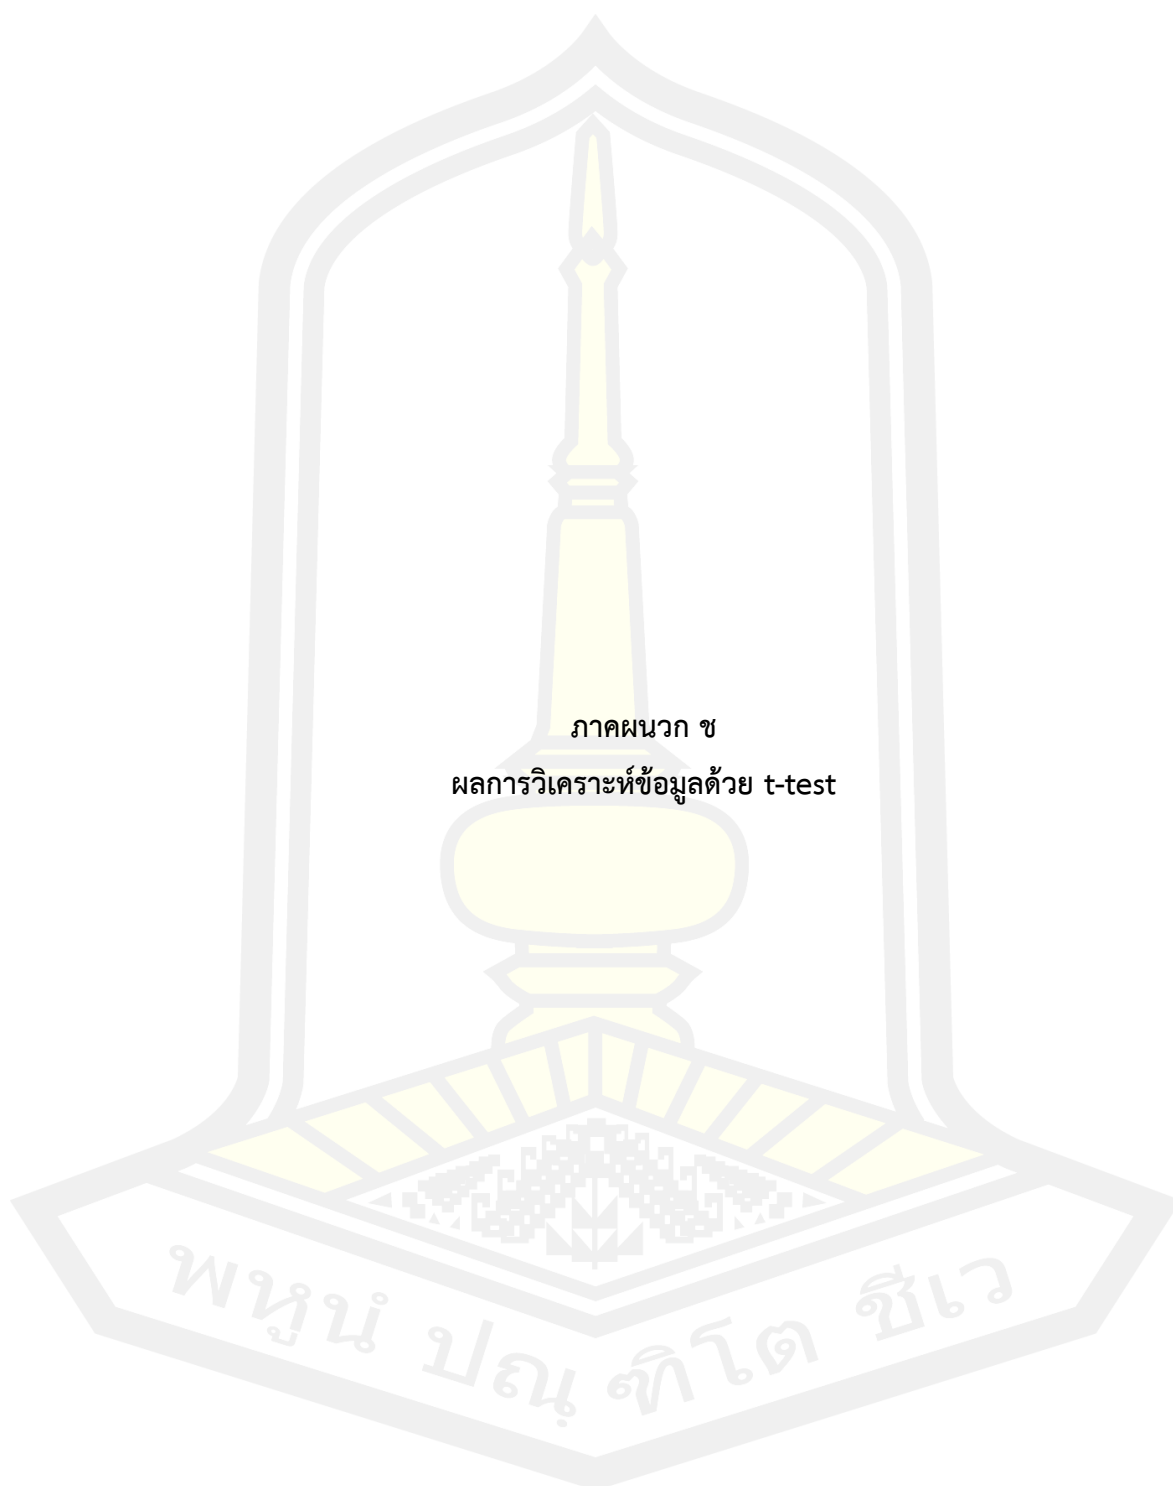 ภาคผนวก ช
ผลการวิเคราะห์ข้อมูลด้วย t-test
พหูนํ ปณฺฑิโต ชีเว